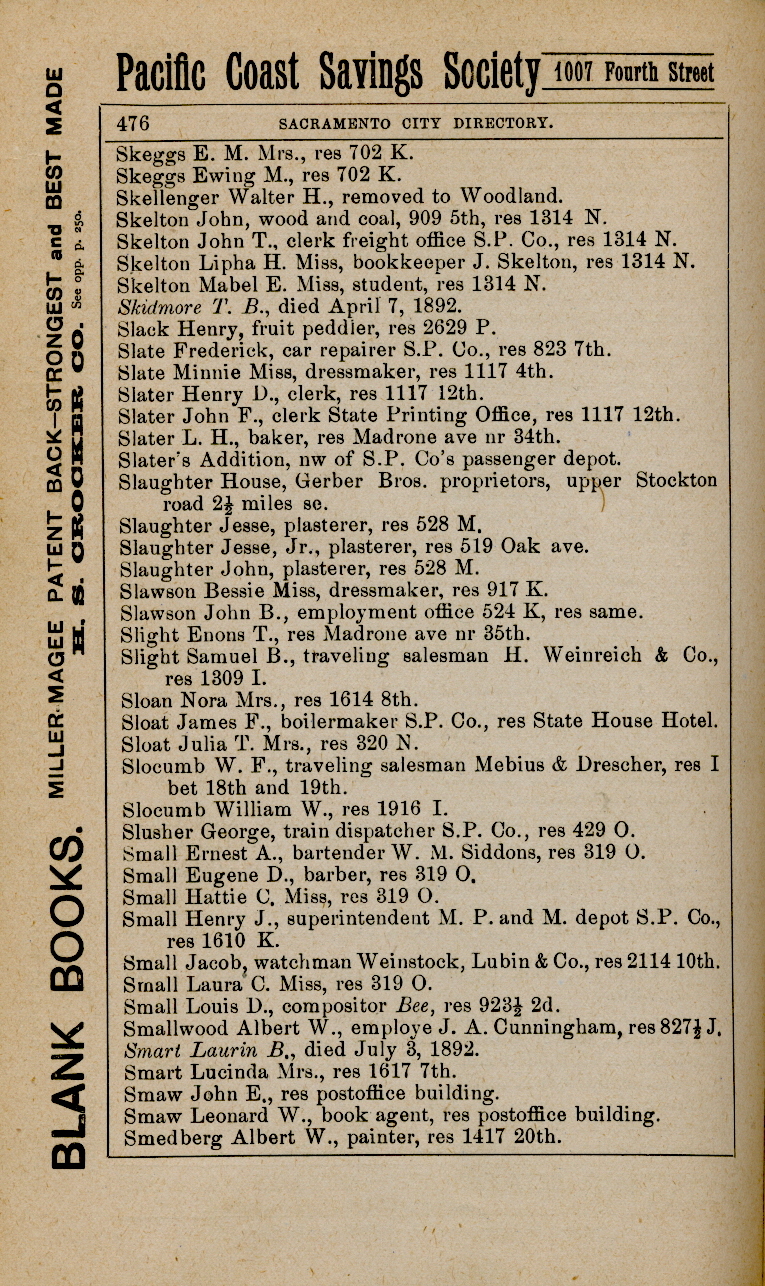 Pacific Coast Savings Society 1007 Fourth Street
476 SACRAMENTO CITY DIRECTORY.
Skeggs E. M. Mrs., res 702 K.
Skeggs Ewing M., res 702 K.
Skellenger Walter H., removed to Woodland.
Skelton John, wood and coal, 909 5th, res 1314 N.
Skelton John T., clerk freight office S.P. Co., res 1314 N.
Skelton Lipha H. Miss, bookkeeper J. Skelton, res 1314 N.
Skelton Mabel E. Miss, student, res 1314 N.
Skidmore T. B., died April 7, 1892.
Slack Henry, fruit peddler, res 2629 P.
Slate Frederick, car repairer S.P. Co., res 823 7th.
Slate Minnie Miss, dressmaker, res 1117 4th.
Slater Henry D., clerk, res 1117 12th.
Slater John F., clerk State Printing Office, res 1117 12th.
Slater L. H., baker, res Madrone ave nr 34th.
Slater's Addition, nw of S.P. Co's passenger depot.
Slaughter House, Gerber Bros. proprietors, upper Stockton
road 2½ miles se.
Slaughter Jesse, plasterer, res 528 M.
Slaughter Jesse, Jr., plasterer, res 519 Oak ave.
Slaughter John, plasterer, res 528 M.
Slawson Bessie Miss, dressmaker, res 917 K.
Slawson John B., employment office 524 K, res same.
Slight Enons T., res Madrone ave nr 35th.
Slight Samuel B., traveling salesman H. Weinreich & Co.,
res 1309 I.
Sloan Nora Mrs., res 1614 8th.
Sloat James F., boilermaker S.P. Co., res State House Hotel.
Sloat Julia T. Mrs., res 320 N.
Slocumb W. F., traveling salesman Mebius & Drescher, res I
bet 18th and 19th.
Slocumb William W., res 1916 I.
Slusher George, train dispatcher S.P. Co., res 429 O.
Small Ernest A., bartender W. M. Siddons, res 319 O.
Small Eugene D., barber, res 319 O.
Small Hattie C. Miss, res 319 O.
Small Henry J., superintendent M. P. and M. depot S.P. Co.,
res 1610 K.
Small Jacob, watchman Weinstock, Lubin & Co., res 2114 10th.
Small Laura C. Miss, res 319 O.
Small Louis D., compositor Bee, res 923½ 2d.
Smallwood Albert W., employe J. A. Cunningham, res 827½ J.
Smart Laurin B., died July 3, 1892.
Smart Lucinda Mrs., res 1617 7th.
Smaw John E., res postoffice building.
Smaw Leonard W., book agent, res postoffice building.
Smedberg Albert W., painter, res 1417 20th.
BLANK BOOKS. MILLER-MAGEE PATENT BACK—STRONGEST and BEST MADE
H. S. CROCKER CO. See opp. p. 250.